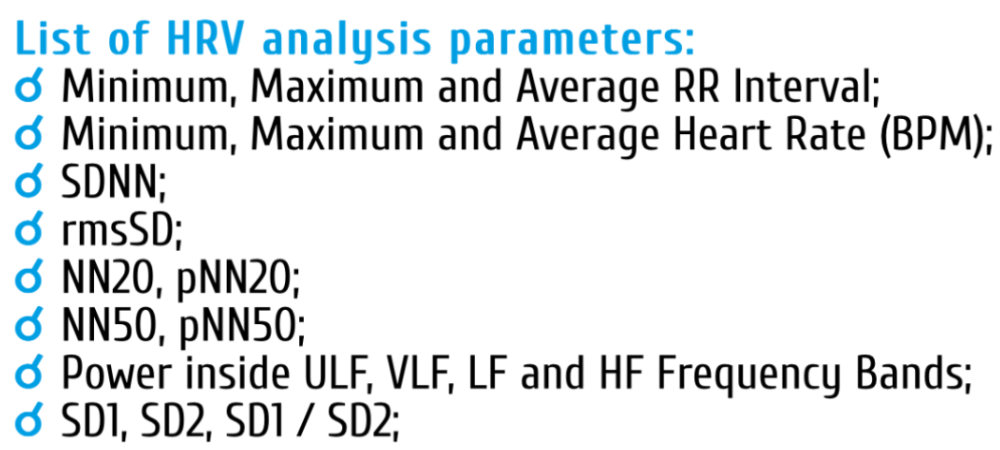 List of HRV analysis parameters:
Minimum, Maximum and Average RR Interval;
Minimum, Maximum and Average Heart Rate (BPM);
SDNN;
rmsSD;
NN20, pNN20;
NN50, pNN50;
Power inside ULF, VLF, LF and HF Frequency Bands;
SD1, SD2, SD1 / SD2;